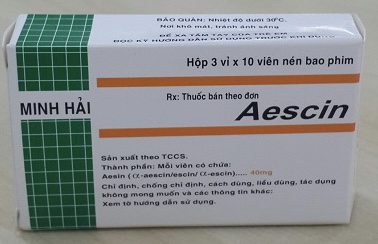 BẢO QUẢN: Nhiệt độ dưới 30°C.
Nơi khô mát, tránh ánh sáng
ĐỂ XA TẦM TAY CỦA TRẺ EM
ĐỌC KỸ HƯỚNG DẪN SỬ DỤNG TRƯỚC KHI DÙNG
Hộp 3 vỉ x 10 viên nén bao phim
MINH HẢI
Rx: Thuốc bán theo đơn
Aescin
Sản xuất theo TCCS.
Thành phần: Mỗi viên có chứa:
Aesin (α-aescin/escin/ α-escin)..... 40mg
Chỉ định, chống chỉ định, cách dùng, liều dùng, tác dụng
không mong muốn và các thông tin khác:
Xem tờ hướng dẫn sử dụng.